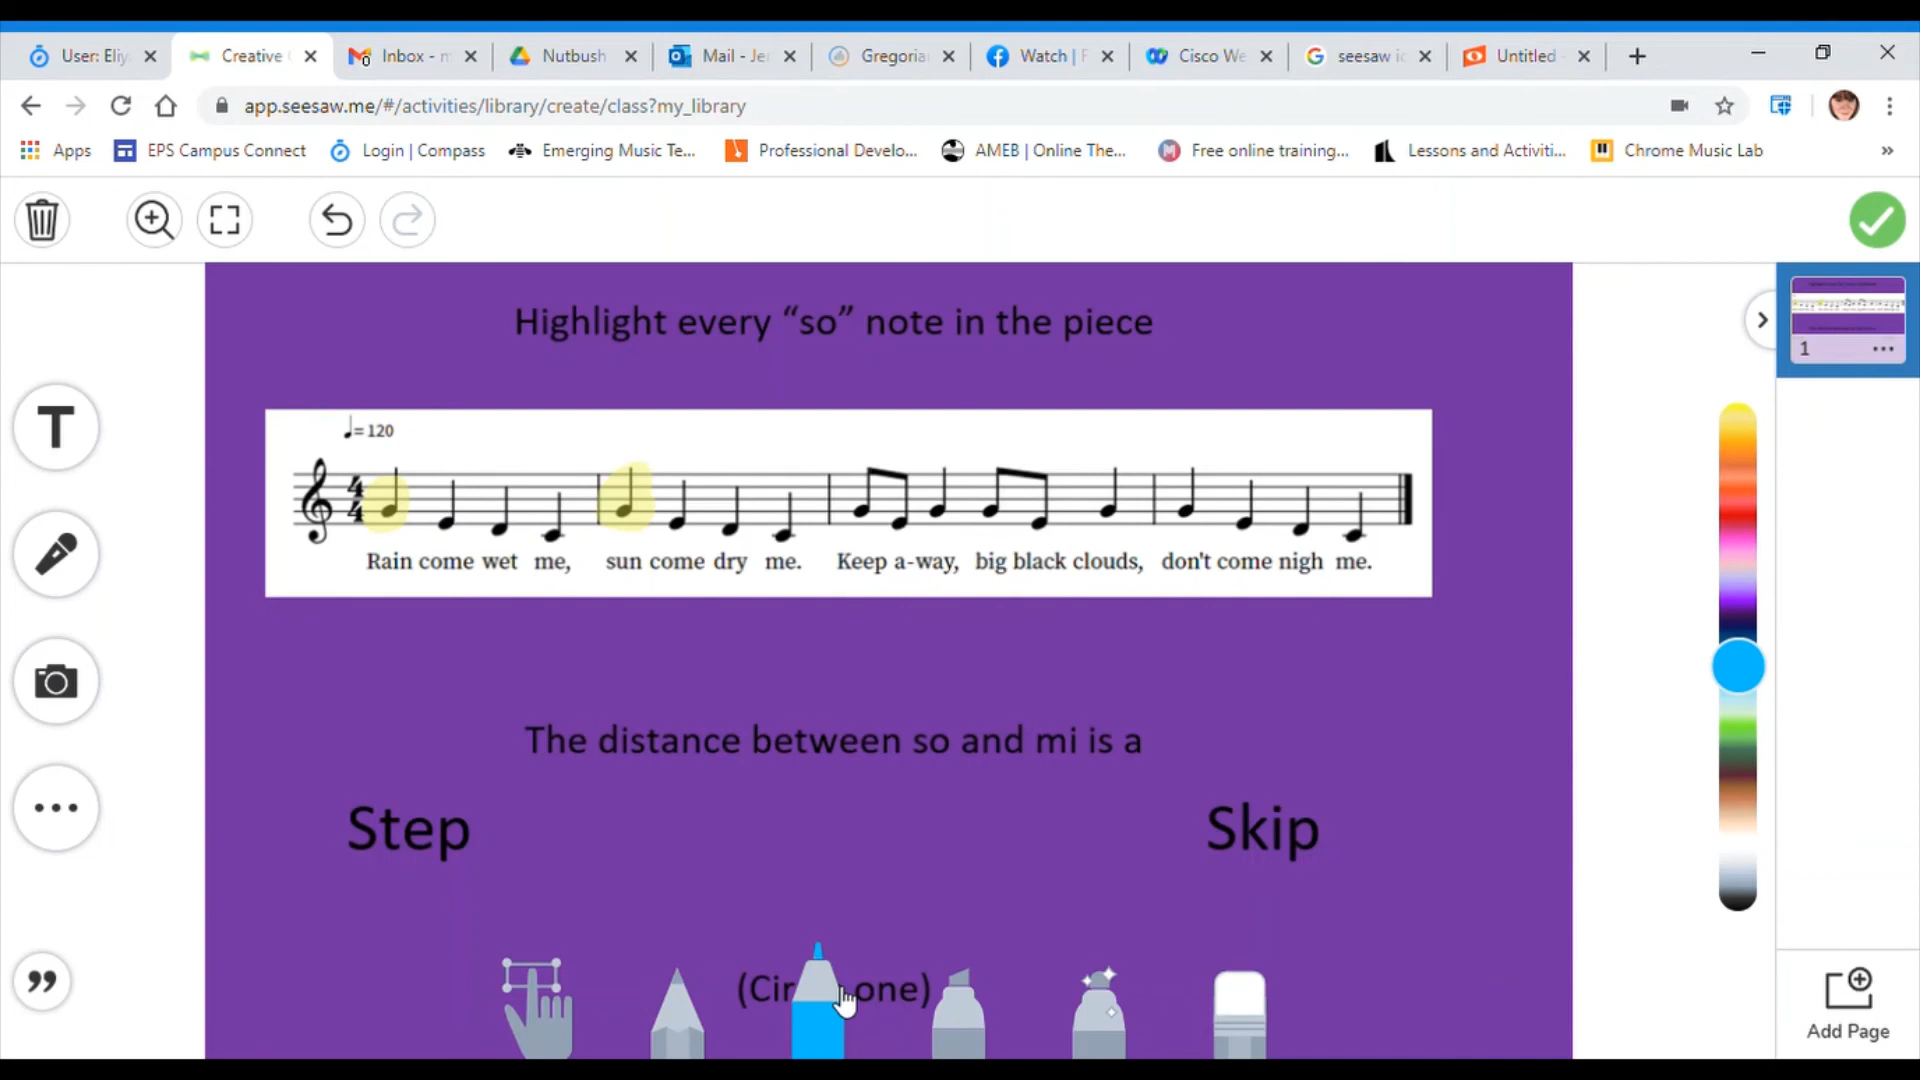 User: Eliy
Creative
Inbox - m
Nutbush
Mail - Je
Gregoria
Watch | F
Cisco We
seesaw ic
Untitled
app.seesaw.me/#/activities/library/create/class?my_library
Apps
EPS Campus Connect
Login | Compass
Emerging Music Te...
Professional Develo...
AMEB | Online The...
Free online training...
Lessons and Activiti...
Chrome Music Lab
»
Highlight every “so” note in the piece
♩= 120
4
4
Rain come wet me, sun come dry me. Keep a-way, big black clouds, don't come nigh me.
The distance between so and mi is a
Step
Skip
(Cir one)
T
1
Add Page